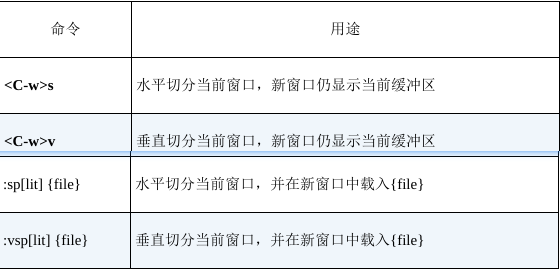 命令 用途
<C-w>s 水平切分当前窗口，新窗口仍显示当前缓冲区
<C-w>v 垂直切分当前窗口，新窗口仍显示当前缓冲区
:sp[lit] {file} 水平切分当前窗口，并在新窗口中载入{file}
:vsp[lit] {file} 垂直切分当前窗口，并在新窗口中载入{file}